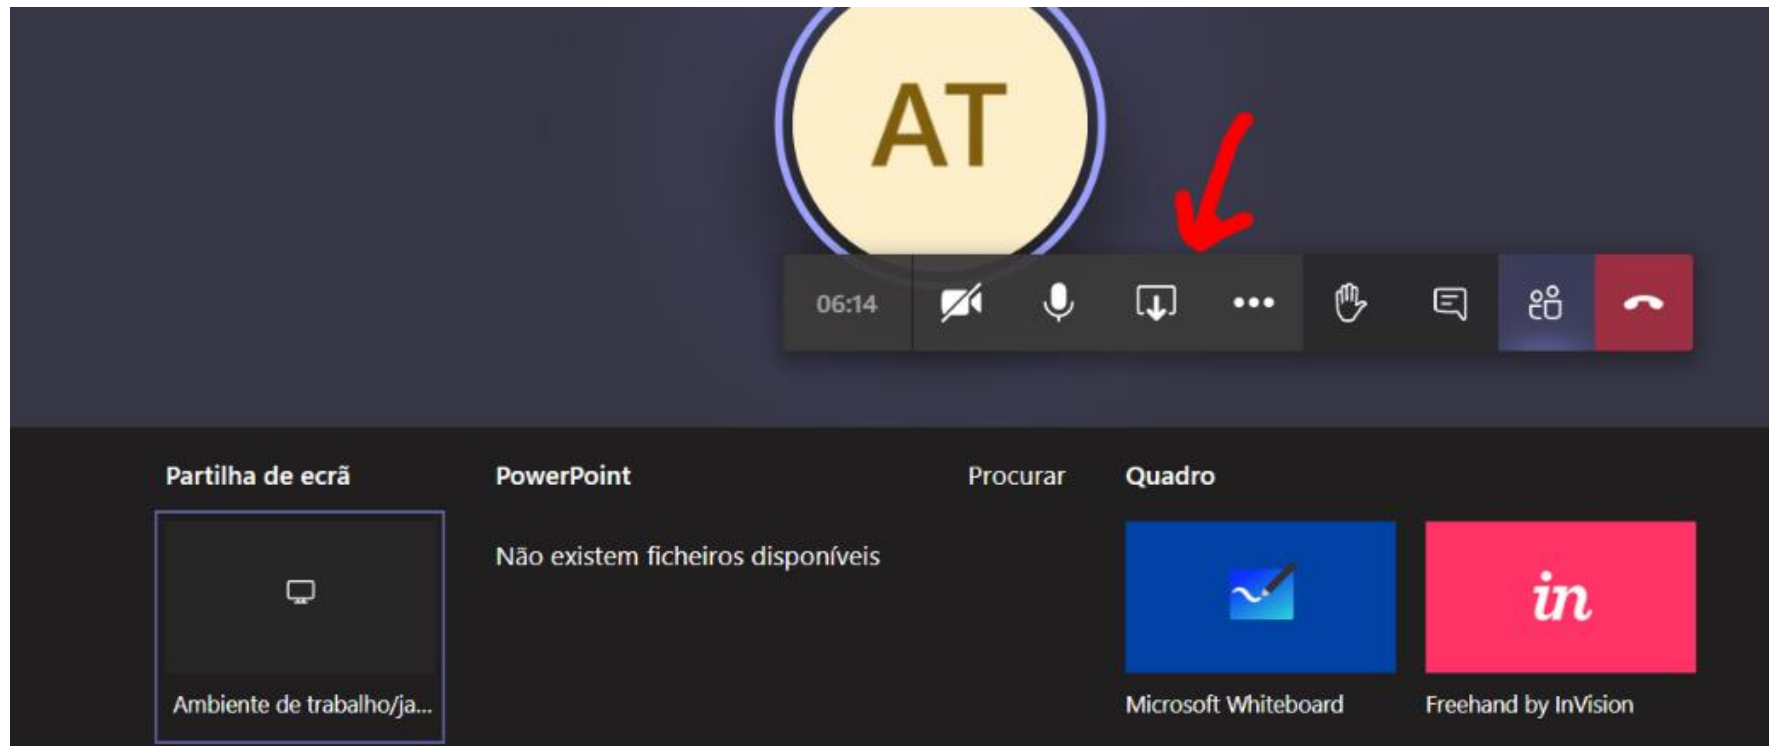 AT
06:14
Partilha de ecrã
PowerPoint
Procurar
Quadro
Não existem ficheiros disponíveis
in
Ambiente de trabalho/ja...
Microsoft Whiteboard
Freehand by InVision